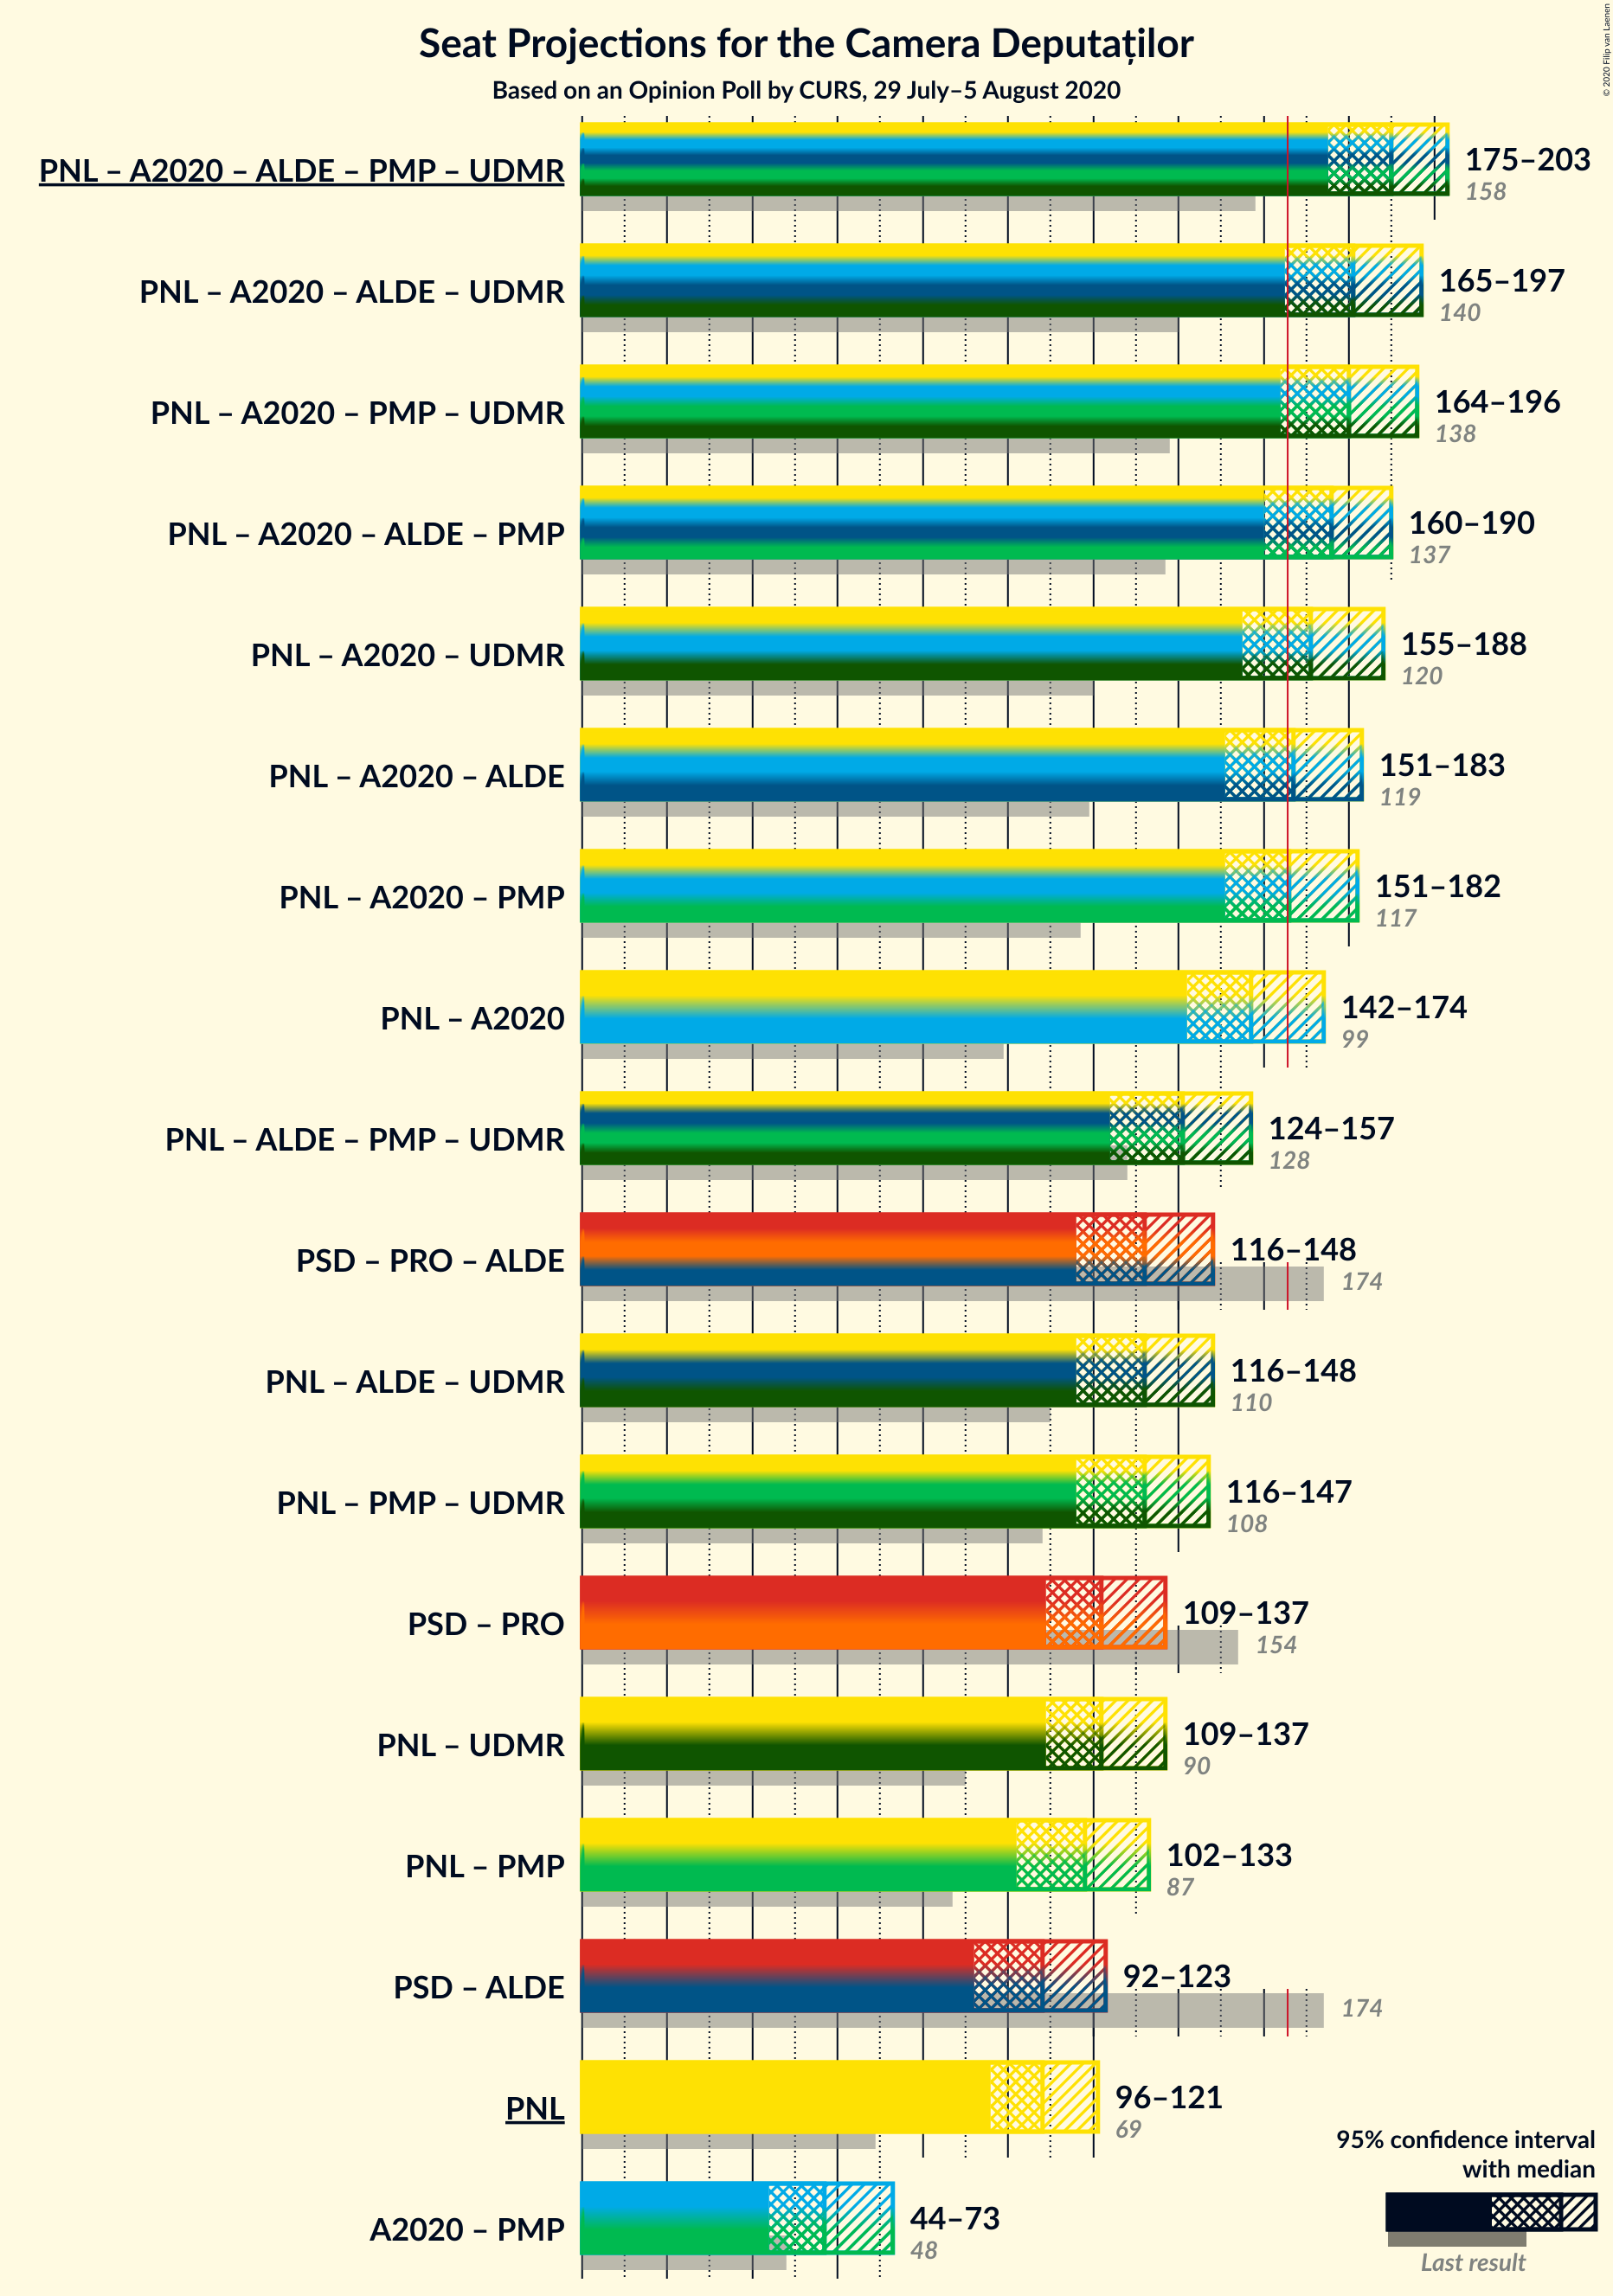 © 2020 Filip van Laenen
Seat Projections for the Camera Deputaților
Based on an Opinion Poll by CURS, 29 July–5 August 2020
PNL – A2020 – ALDE – PMP – UDMR
175–203
158
PNL – A2020 – ALDE – UDMR
165–197
140
PNL – A2020 – PMP – UDMR
164–196
138
PNL – A2020 – ALDE – PMP
160–190
137
PNL – A2020 – UDMR
155–188
120
PNL – A2020 – ALDE
151–183
119
PNL – A2020 – PMP
151–182
117
PNL – A2020
142–174
99
PNL – ALDE – PMP – UDMR
124–157
128
PSD – PRO – ALDE
116–148
174
PNL – ALDE – UDMR
116–148
110
PNL – PMP – UDMR
116–147
108
PSD – PRO
109–137
154
PNL – UDMR
109–137
90
PNL – PMP
102–133
87
PSD – ALDE
92–123
174
PNL
96–121
69
A2020 – PMP
44–73
48
95% confidence interval
with median
Last result